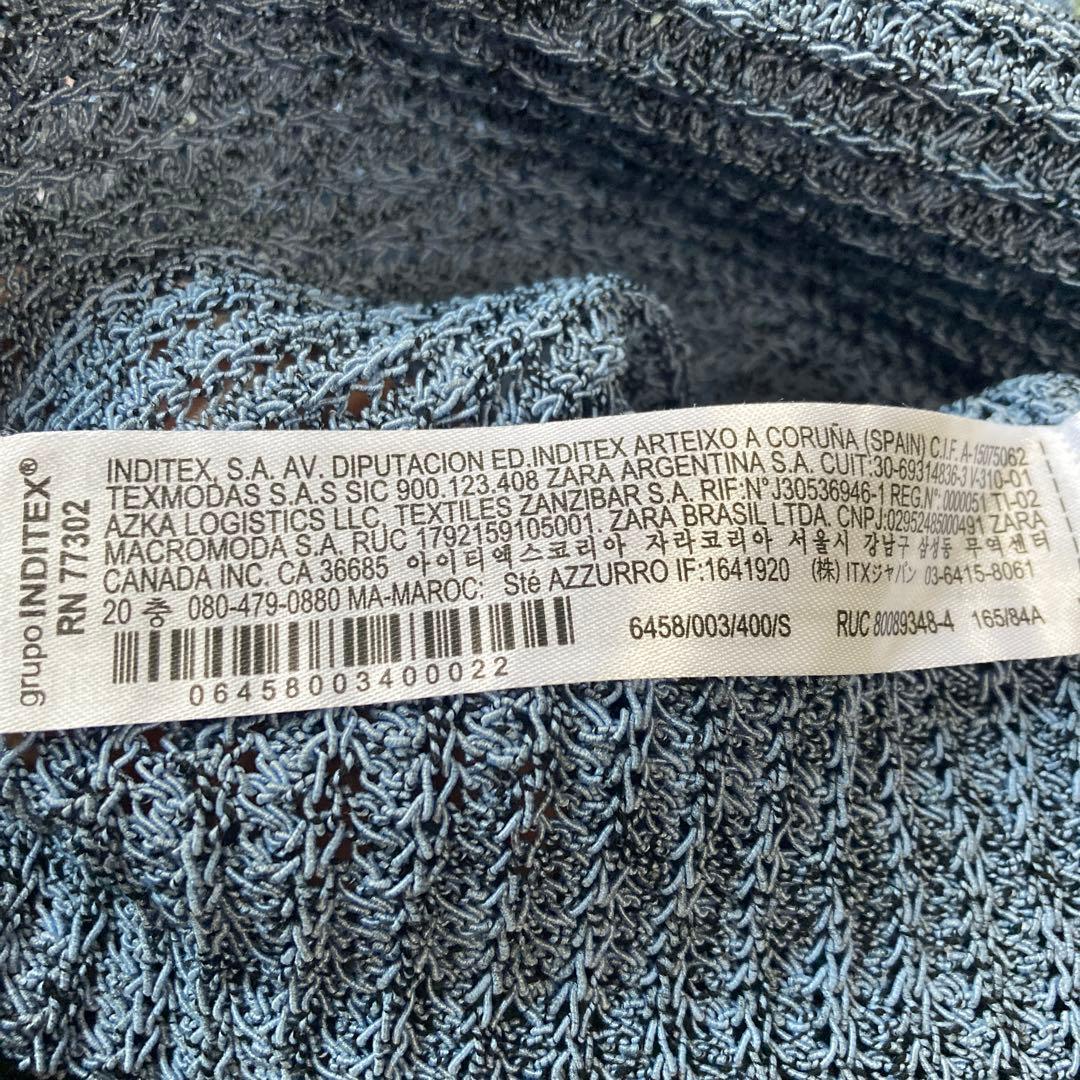 grupo INDITEX®
RN 77302
INDITEX, S.A. AV. DIPUTACION ED.INDITEX ARTEIXO A CORUÑA (SPAIN) C.I.F. A-15075062
TEXMODAS S.A.S SIC 900.123.408 ZARA ARGENTINA S.A. CUIT:30-69314836-3 V-310-01
AZKA LOGISTICS LLC, TEXTILES ZANZIBAR S.A. RIF:N°J30536946-1 REG.N°: 0000051 TI-02
MACROMODA S.A. RUC 1792159105001. ZARA BRASIL LTDA. CNPJ:02952485000491 ZARA
CANADA INC. CA 36685 아이티엑스코리아 자라코리아 서울시 강남구 삼성동 무역센터
20 층 080-479-0880 MA-MAROC: Sté AZZURRO IF:1641920 (株) ITXジャパン 03-6415-8061
6458/003/400/S RUC 80089348-4 165/84A
06458003400022